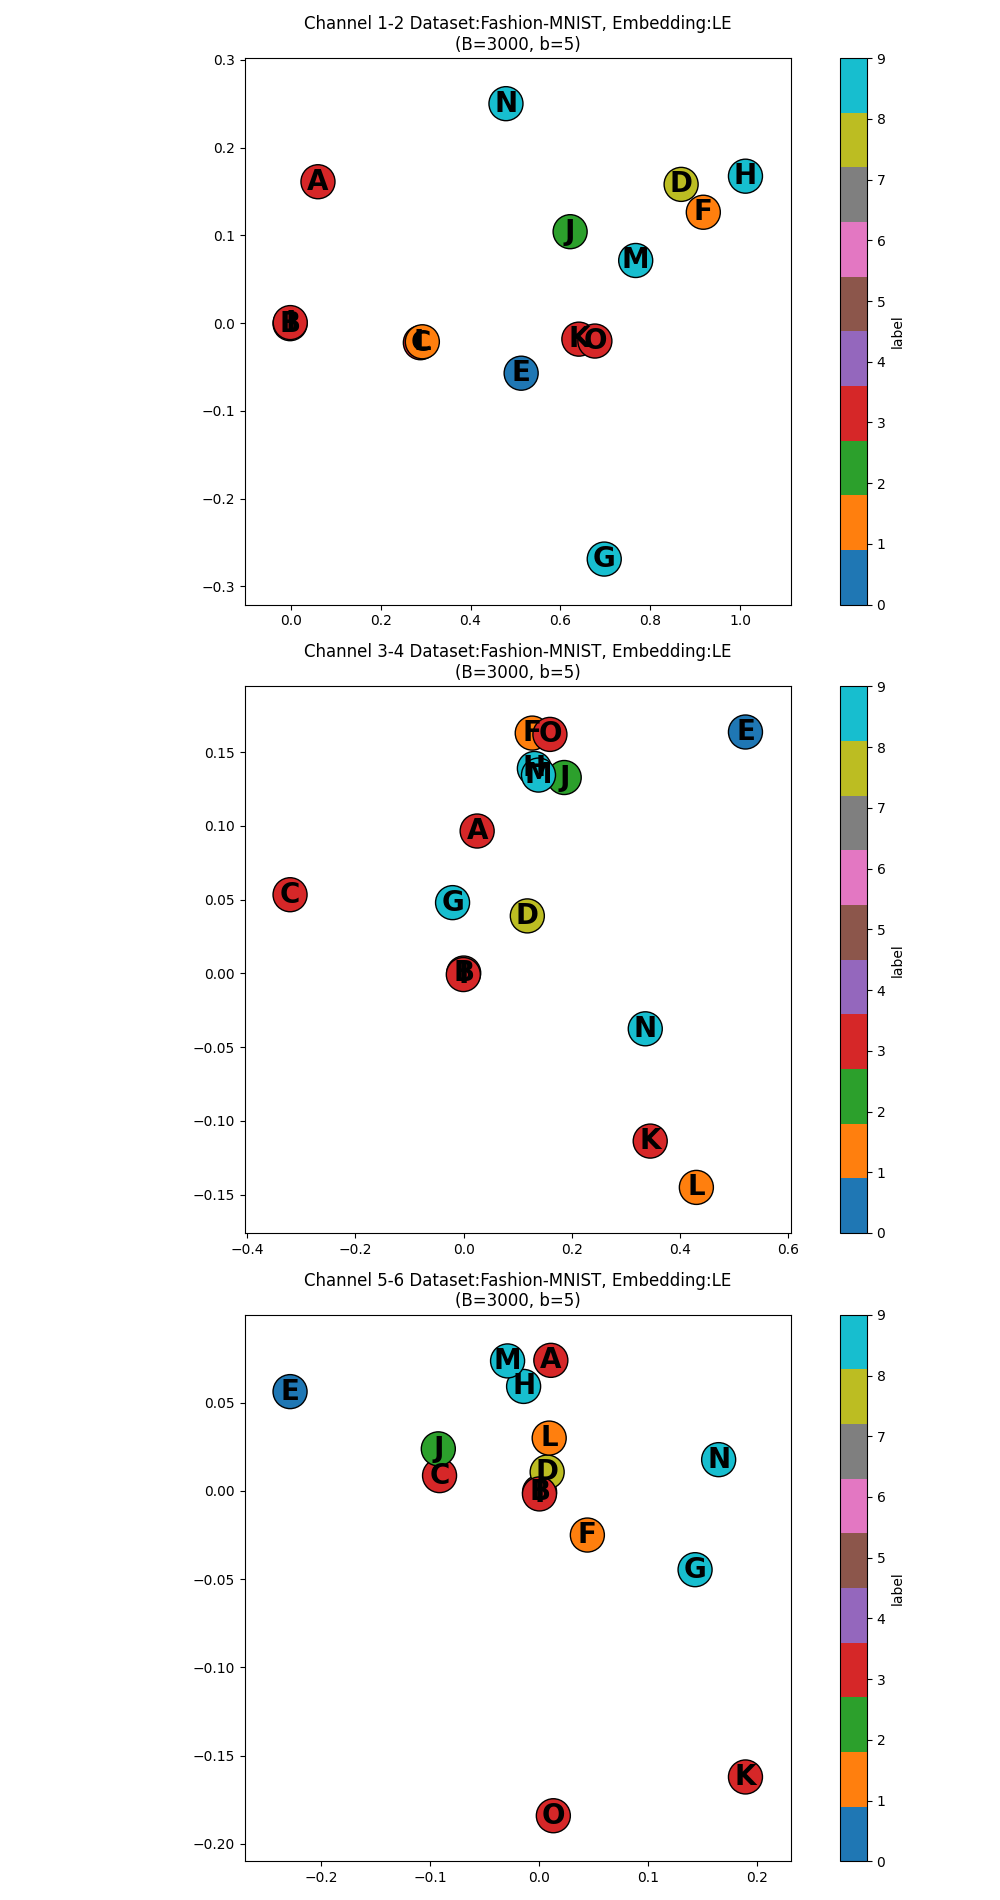 Channel 1-2 Dataset:Fashion-MNIST, Embedding:LE
(B=3000, b=5)
0.3
0.2
0.1
0.0
−0.1
−0.2
−0.3
0.0
0.2
0.4
0.6
0.8
1.0
N
A
D
H
F
J
M
B
C
K
O
E
G
9
8
7
6
5
4
3
2
1
0
label
Channel 3-4 Dataset:Fashion-MNIST, Embedding:LE
(B=3000, b=5)
0.15
0.10
0.05
0.00
−0.05
−0.10
−0.15
−0.4
−0.2
0.0
0.2
0.4
0.6
F
O
E
H
M
J
A
C
G
D
B
N
K
L
9
8
7
6
5
4
3
2
1
0
label
Channel 5-6 Dataset:Fashion-MNIST, Embedding:LE
(B=3000, b=5)
0.05
0.00
−0.05
−0.10
−0.15
−0.20
−0.2
−0.1
0.0
0.1
0.2
M
A
H
E
L
J
C
D
N
B
F
G
K
O
9
8
7
6
5
4
3
2
1
0
label